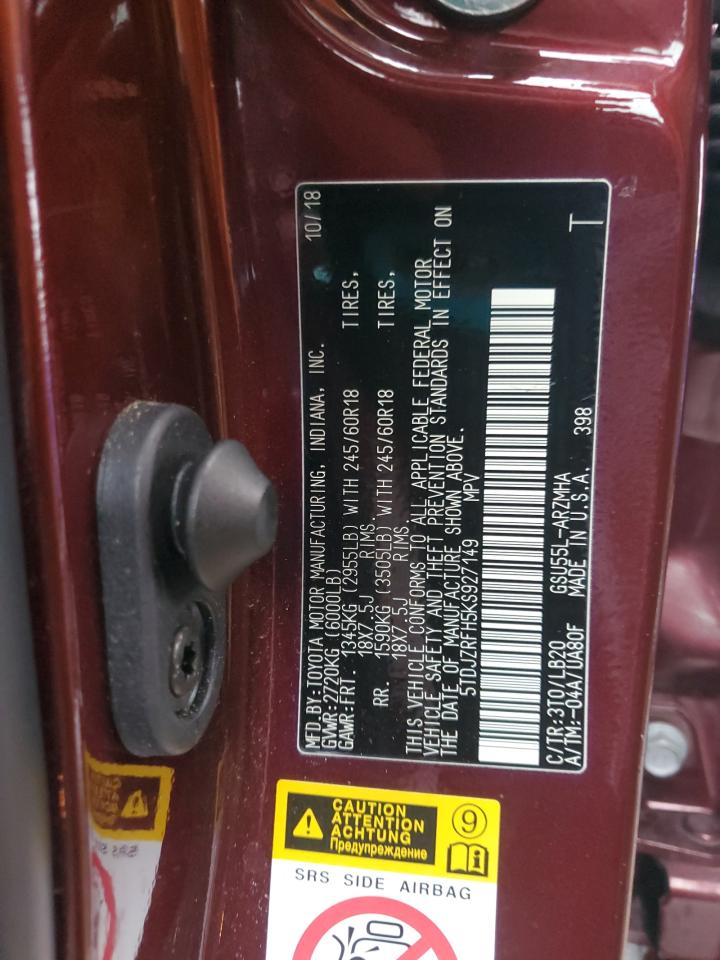 MFD.BY:TOYOTA MOTOR MANUFACTURING, INDIANA, INC. 10/18
GVWR:2720KG (6000LB)
GAWR:FRT. 1345KG (2955LB) WITH 245/60R18 TIRES,
18X7.5J RIMS.
RR. 1590KG (3505LB) WITH 245/60R18 TIRES,
18X7.5J RIMS.
THIS VEHICLE CONFORMS TO ALL APPLICABLE FEDERAL MOTOR
VEHICLE SAFETY AND THEFT PREVENTION STANDARDS IN EFFECT ON
THE DATE OF MANUFACTURE SHOWN ABOVE.
5TDJZRFH5KS927149 MPV
C/TR:3T0/LB20 GSU55L-ARZMHA
A/TM:-04A/UA80F MADE IN U.S.A. 398 T
CAUTION
ATTENTION
ACHTUNG
Предупреждение
9
SRS SIDE AIRBAG